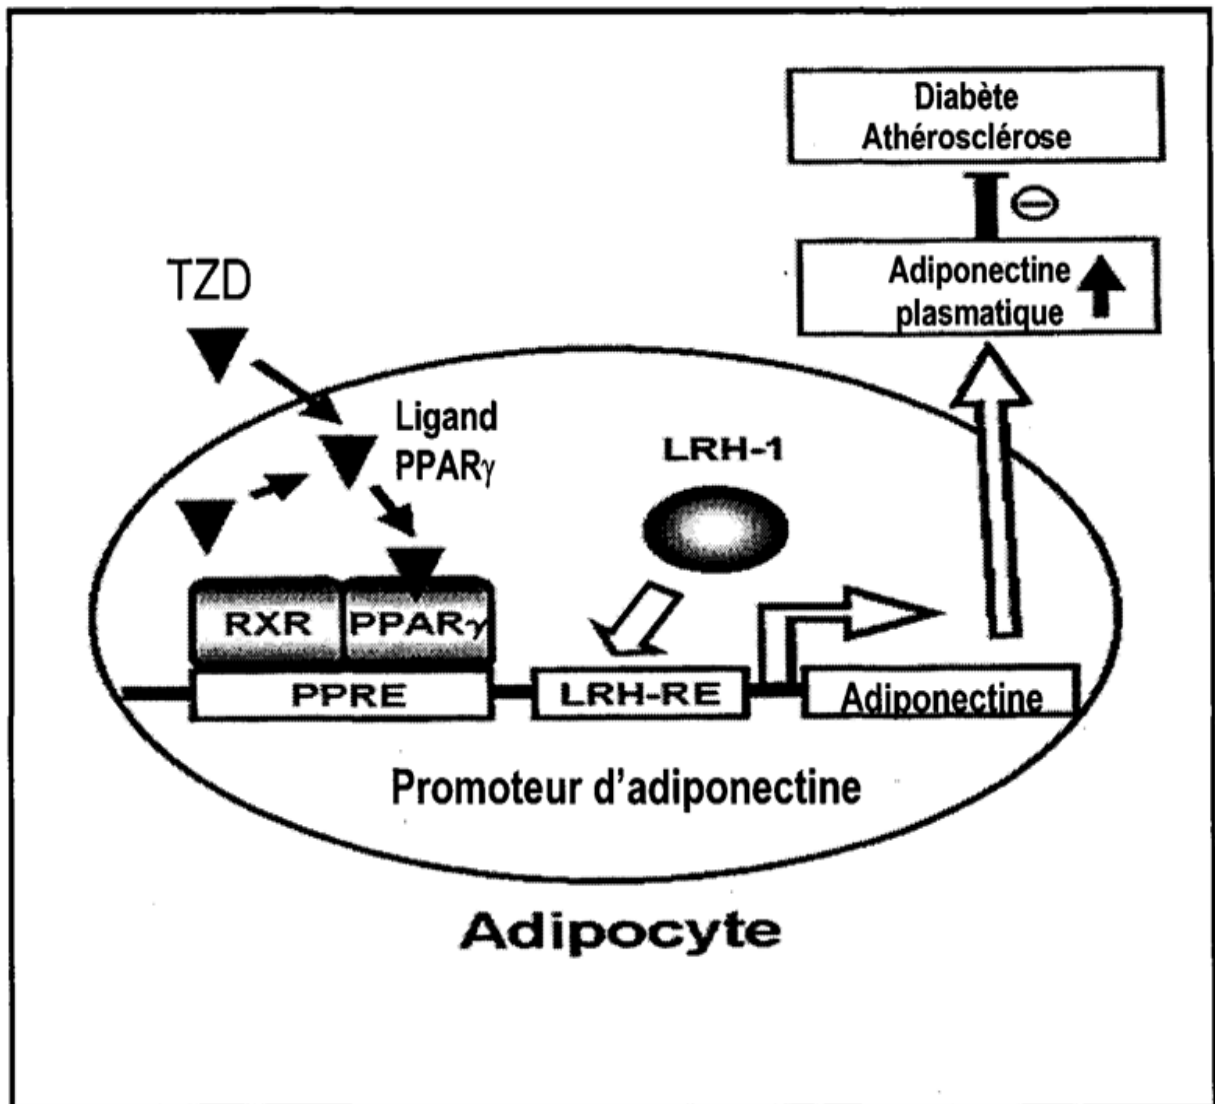 Diabète
Athérosclérose
Adiponectine
plasmatique
TZD
Ligand
PPARγ
LRH-1
RXR
PPARγ
PPRE
LRH-RE
Adiponectine
Promoteur d'adiponectine
Adipocyte